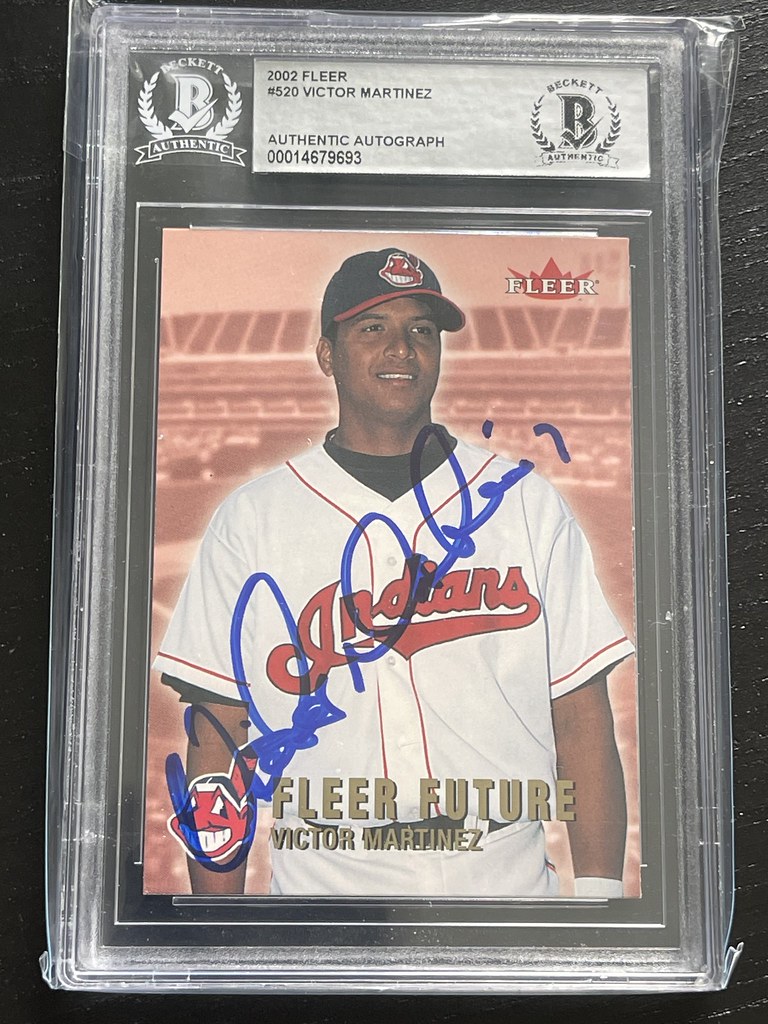 BECKETT
B
AUTHENTIC
2002 FLEER
#520 VICTOR MARTINEZ
AUTHENTIC AUTOGRAPH
00014679693
BECKETT
B
AUTHENTIC
FLEER
Indians
FLEER FUTURE
VICTOR MARTINEZ